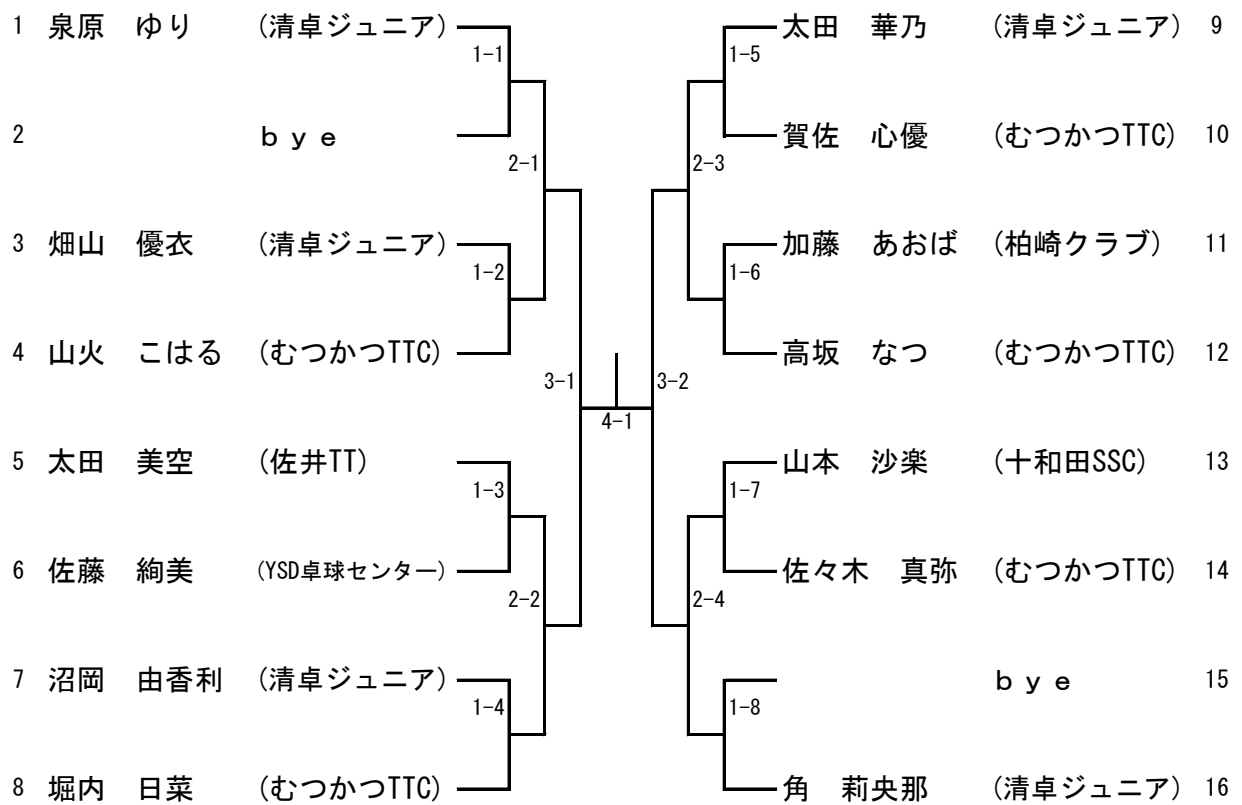 1 泉原 ゆり (清卓ジュニア)
1-1
2 bye
2-1
3 畑山 優衣 (清卓ジュニア)
1-2
4 山火 こはる (むつかつTTC)
3-1
5 太田 美空 (佐井TT)
1-3
6 佐藤 絢美 (YSD卓球センター)
2-2
7 沼岡 由香利 (清卓ジュニア)
1-4
8 堀内 日菜 (むつかつTTC)
4-1
太田 華乃 (清卓ジュニア) 9
1-5
賀佐 心優 (むつかつTTC) 10
2-3
加藤 あおば (柏崎クラブ) 11
1-6
高坂 なつ (むつかつTTC) 12
3-2
山本 沙楽 (十和田SSC) 13
1-7
佐々木 真弥 (むつかつTTC) 14
2-4
bye 15
1-8
角 莉央那 (清卓ジュニア) 16